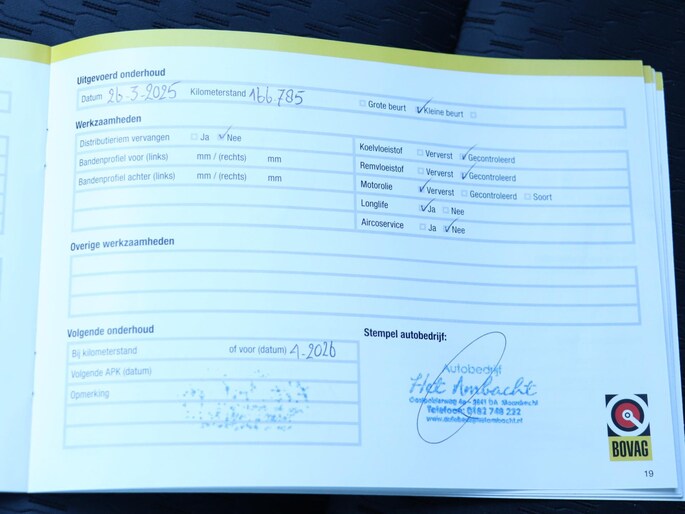 Uitgevoerd onderhoud
Datum 26-3-2025 Kilometerstand 166.785 Grote beurt Kleine beurt
Werkzaamheden
Distributieriem vervangen Ja Nee
Bandenprofiel voor (links) mm / (rechts) mm
Bandenprofiel achter (links) mm / (rechts) mm
Koelvloeistof Ververst Gecontroleerd
Remvloeistof Ververst Gecontroleerd
Motorolie Ververst Gecontroleerd Soort
Longlife Ja Nee
Aircoservice Ja Nee
Overige werkzaamheden
Volgende onderhoud
Bij kilometerstand of voor (datum) 4-2026
Volgende APK (datum)
Opmerking
Stempel autobedrijf:
Autobedrijf
Het Ambacht
Telefoon: 0182 748 222
BOVAG
19